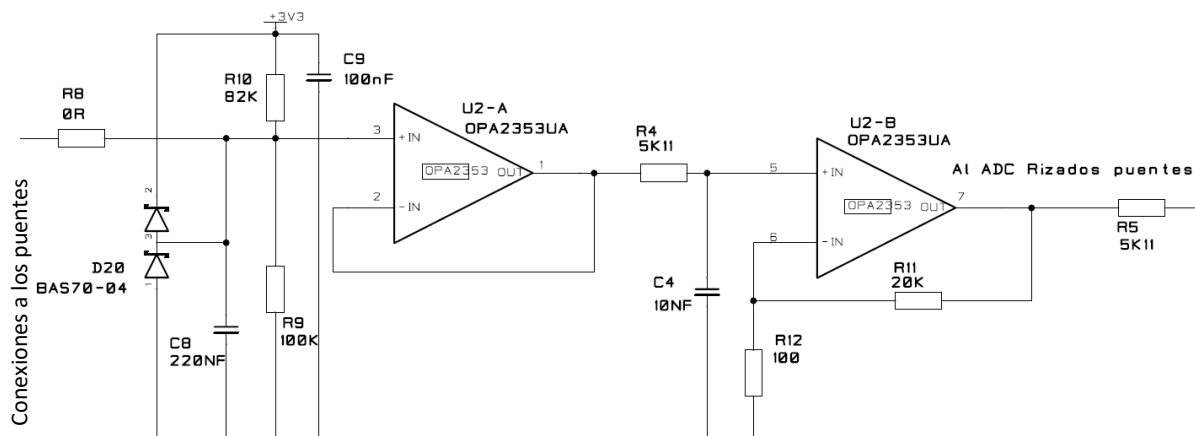 +3V3
C9
100nF
R10
82K
R8
0R
U2-A
OPA2353UA
3
+IN
OPA2353
OUT
1
2
-IN
R4
5K11
U2-B
OPA2353UA
5
+IN
OPA2353
OUT
7
6
-IN
Al ADC Rizados puentes
R5
5K11
R11
20K
R12
100
C4
10NF
2
3
1
D20
BAS70-04
C8
220NF
R9
100K
Conexiones a los puentes